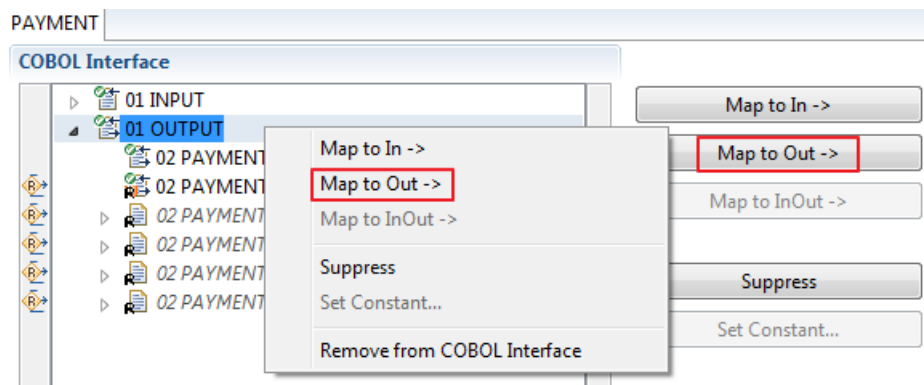 PAYMENT
COBOL Interface
01 INPUT
01 OUTPUT
02 PAYMENT
02 PAYMENT
02 PAYMENT
02 PAYMENT
02 PAYMENT
02 PAYMENT
Map to In ->
Map to Out ->
Map to InOut ->
Suppress
Set Constant...
Remove from COBOL Interface
Map to In ->
Map to Out ->
Map to InOut ->
Suppress
Set Constant...